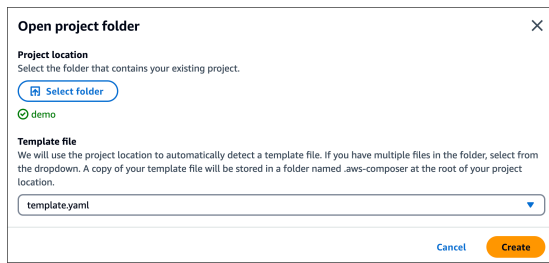 Open project folder
Project location
Select the folder that contains your existing project.
Select folder
demo
Template file
We will use the project location to automatically detect a template file. If you have multiple files in the folder, select from
the dropdown. A copy of your template file will be stored in a folder named .aws-composer at the root of your project
location.
template.yaml
Cancel
Create